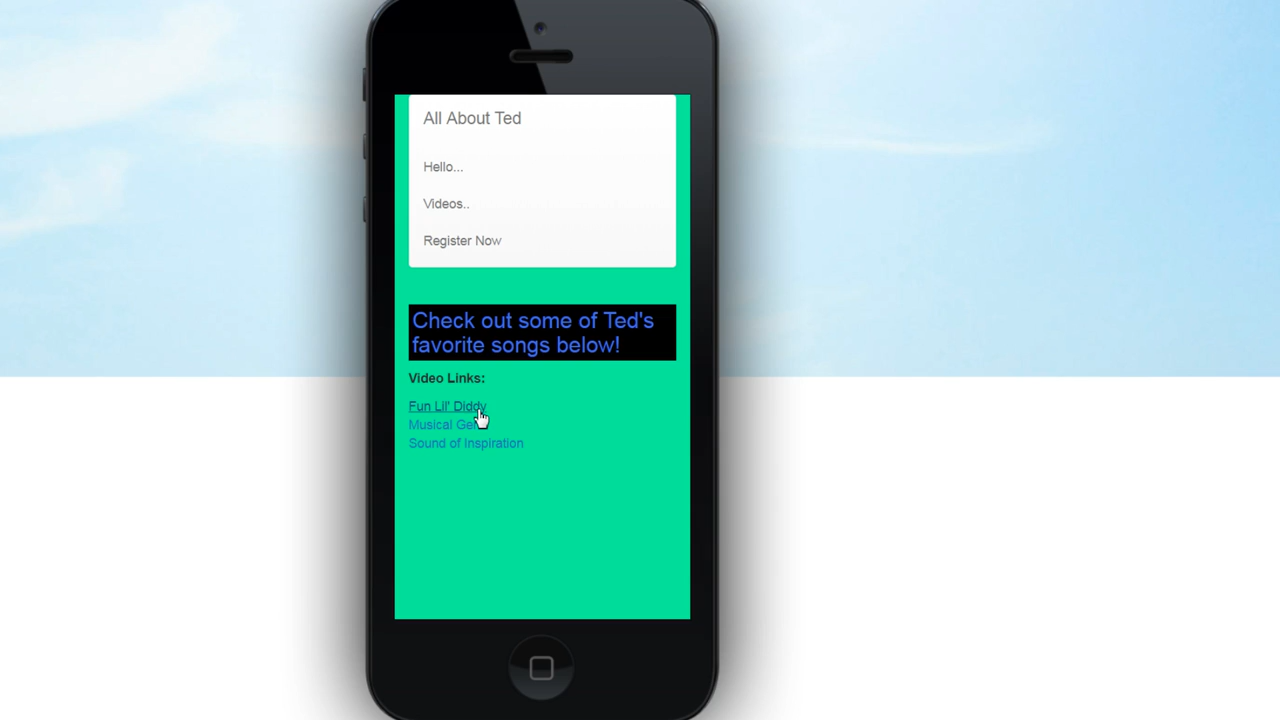 All About Ted
Hello...
Videos..
Register Now
Check out some of Ted's
favorite songs below!
Video Links:
Fun Lil' Diddy
Musical
Sound of Inspiration